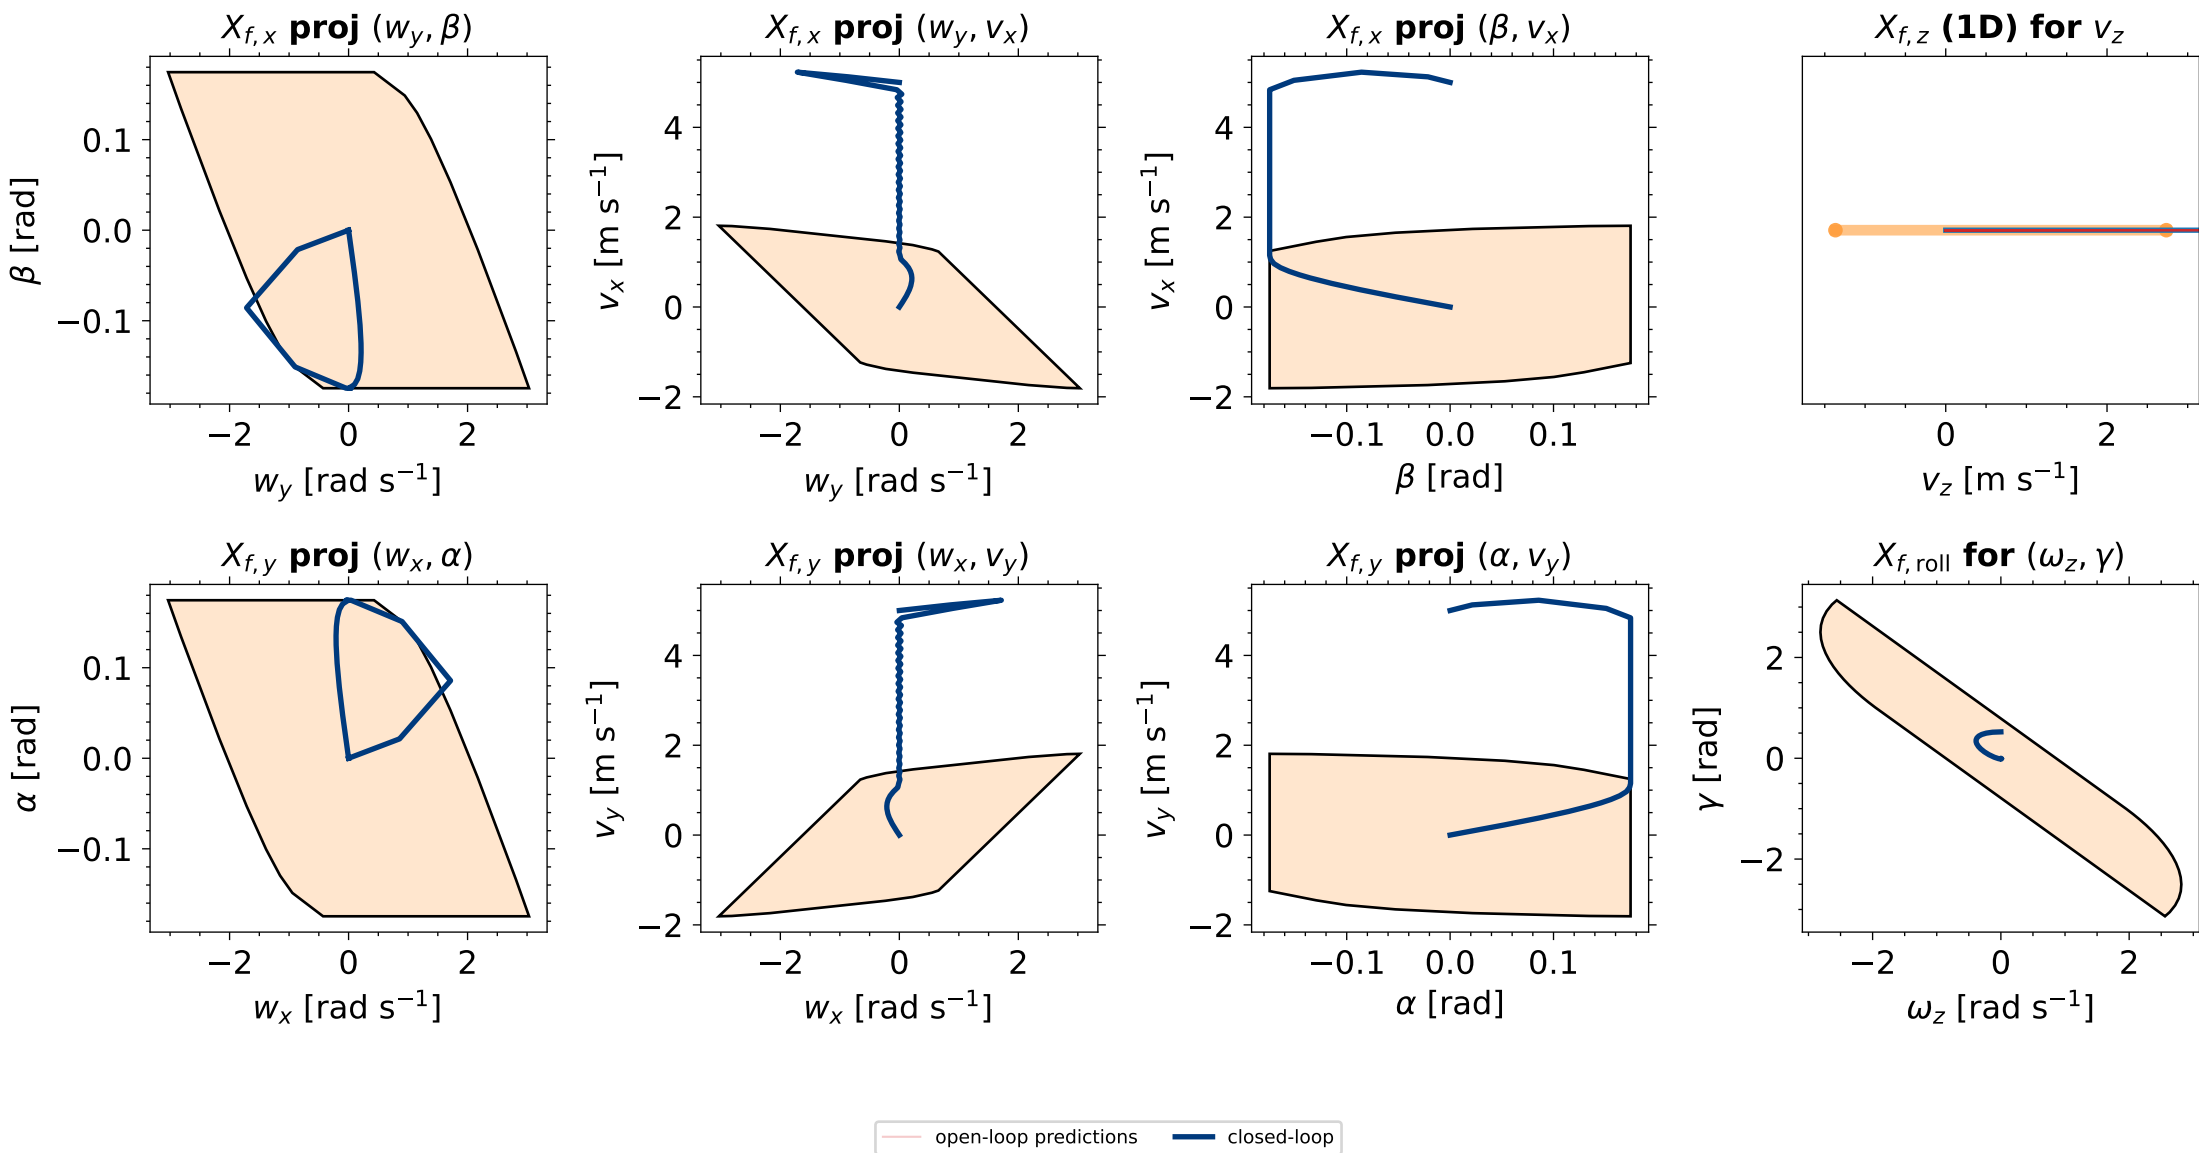 X_{f,x} proj (w_y, β)
X_{f,x} proj (w_y, v_x)
X_{f,x} proj (β, v_x)
X_{f,z} (1D) for v_z
β [rad]
0.1
0.0
−0.1
−2 0 2
w_y [rad s⁻¹]
v_x [m s⁻¹]
4
2
0
−2
−2 0 2
w_y [rad s⁻¹]
v_x [m s⁻¹]
4
2
0
−2
−0.1 0.0 0.1
β [rad]
0 2
v_z [m s⁻¹]
X_{f,y} proj (w_x, α)
X_{f,y} proj (w_x, v_y)
X_{f,y} proj (α, v_y)
X_{f,roll} for (ω_z, γ)
α [rad]
0.1
0.0
−0.1
−2 0 2
w_x [rad s⁻¹]
v_y [m s⁻¹]
4
2
0
−2
−2 0 2
w_x [rad s⁻¹]
v_y [m s⁻¹]
4
2
0
−2
−0.1 0.0 0.1
α [rad]
γ [rad]
2
0
−2
−2 0 2
ω_z [rad s⁻¹]
open-loop predictions
closed-loop